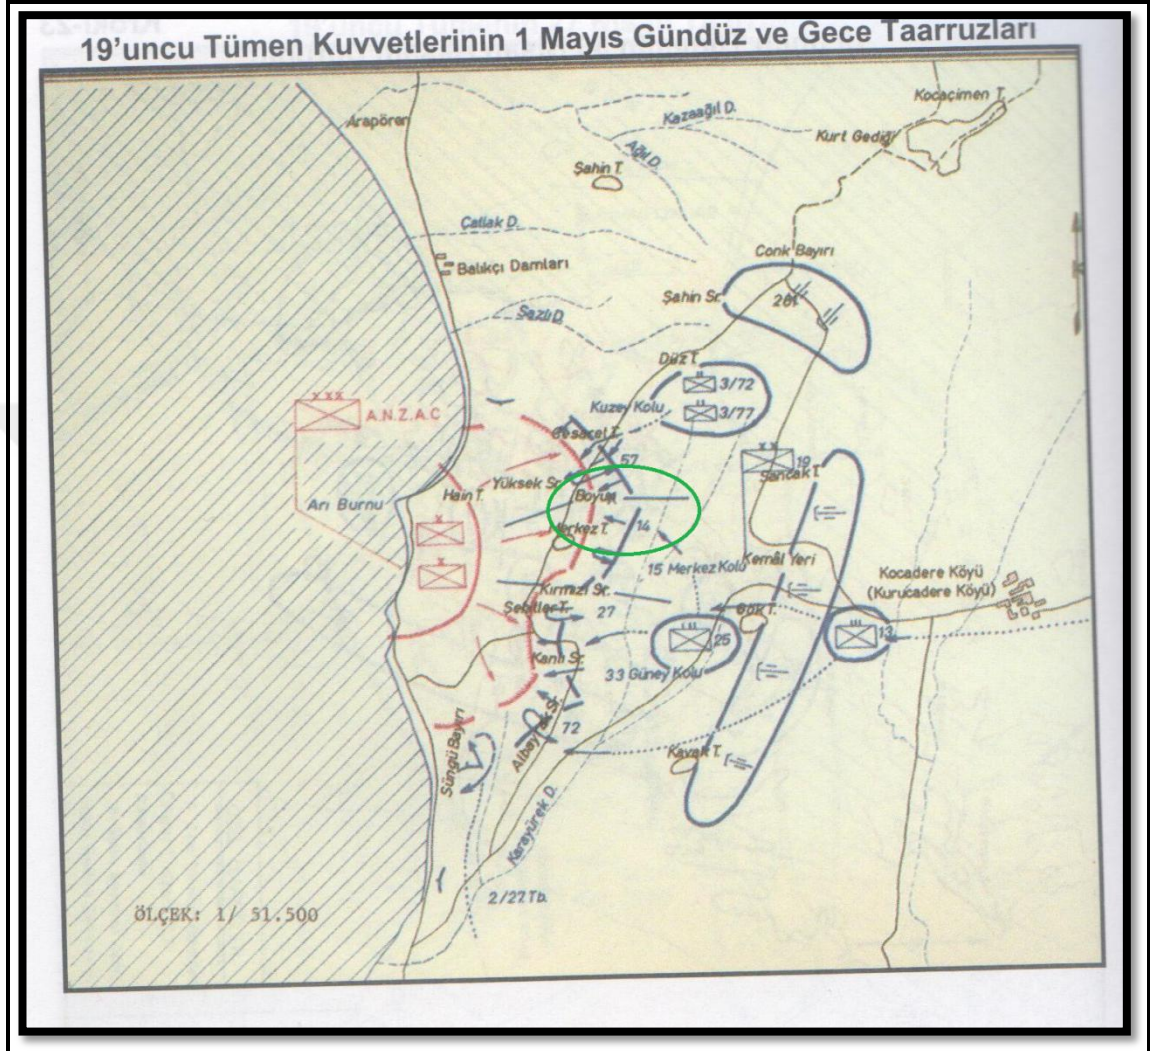 19'uncu Tümen Kuvvetlerinin 1 Mayıs Gündüz ve Gece Taarruzları
Kocaçimen T.
Arapören
Kazaağıl D.
Kurt Gediği
Ağıl D.
Şahin T.
Çatlak D.
Conk Bayırı
Balıkçı Damları
Şahin Sr.
261
Sazlı D.
Düz T.
3/72
3/77
Kuzey Kolu
x x x
A.N.Z.A.C
Cesaret T.
57
19
Sancak T.
Yüksek Sr.
Hain T.
Boyun
Arı Burnu
Merkez T.
14
15 Merkez Kolu
Kemâl Yeri
Kocadere Köyü
(Kurucadere Köyü)
Kırmızı Sr.
Şehitler T.
27
Gök T.
13
25
Kanlı Sr.
33 Güney Kolu
72
Albayrak Sr.
Süngü Bayırı
Kavak T.
Karayürek D.
2/27 Tb.
ÖLÇEK: 1/ 51.500